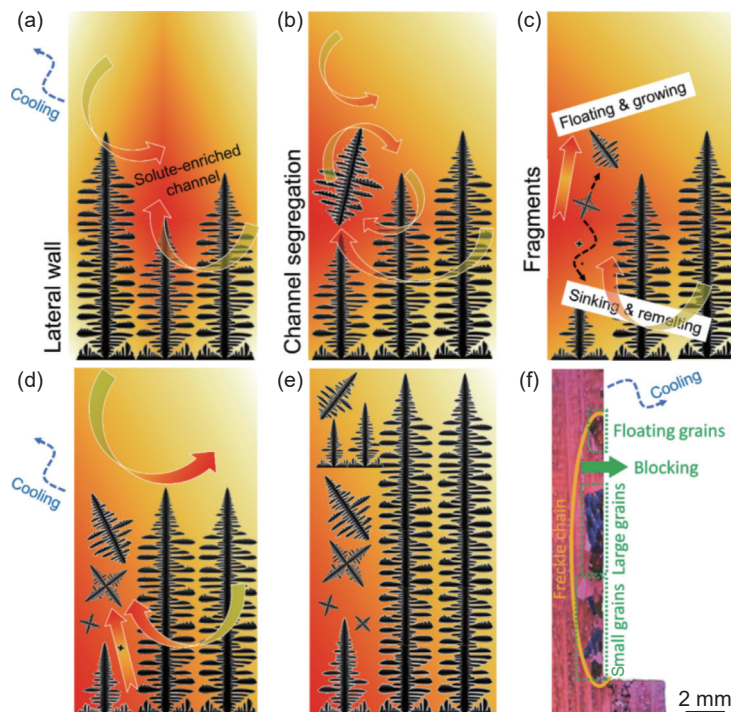 (a)
Cooling
Solute-enriched
channel
Lateral wall
(b)
Channel segregation
(c)
Floating & growing
Fragments
Sinking & remelting
(d)
Cooling
(e)
(f)
Cooling
Floating grains
Blocking
Freckle chain
Large grains
Small grains
2 mm